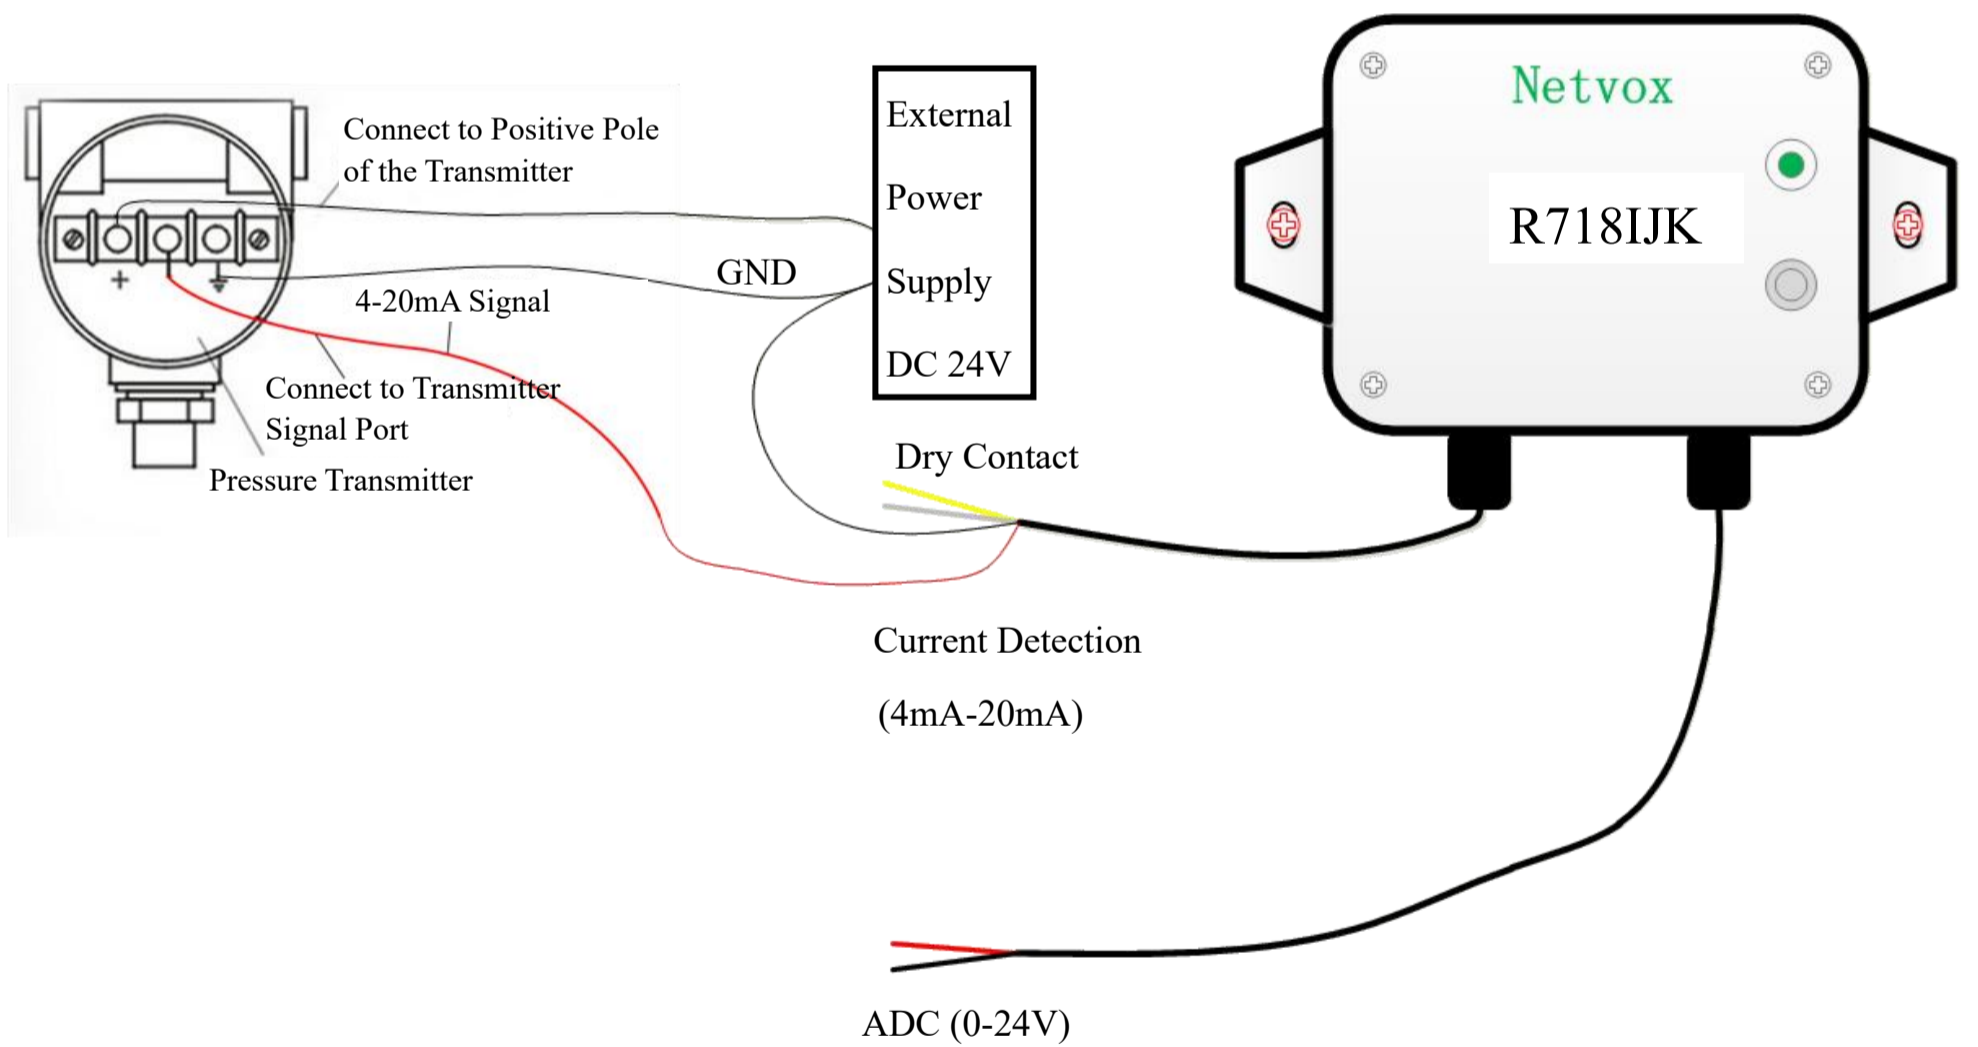 Connect to Positive Pole
of the Transmitter
+
GND
4-20mA Signal
Connect to Transmitter
Signal Port
Pressure Transmitter
External
Power
Supply
DC 24V
Dry Contact
Current Detection
(4mA-20mA)
ADC (0-24V)
Netvox
R718IJK